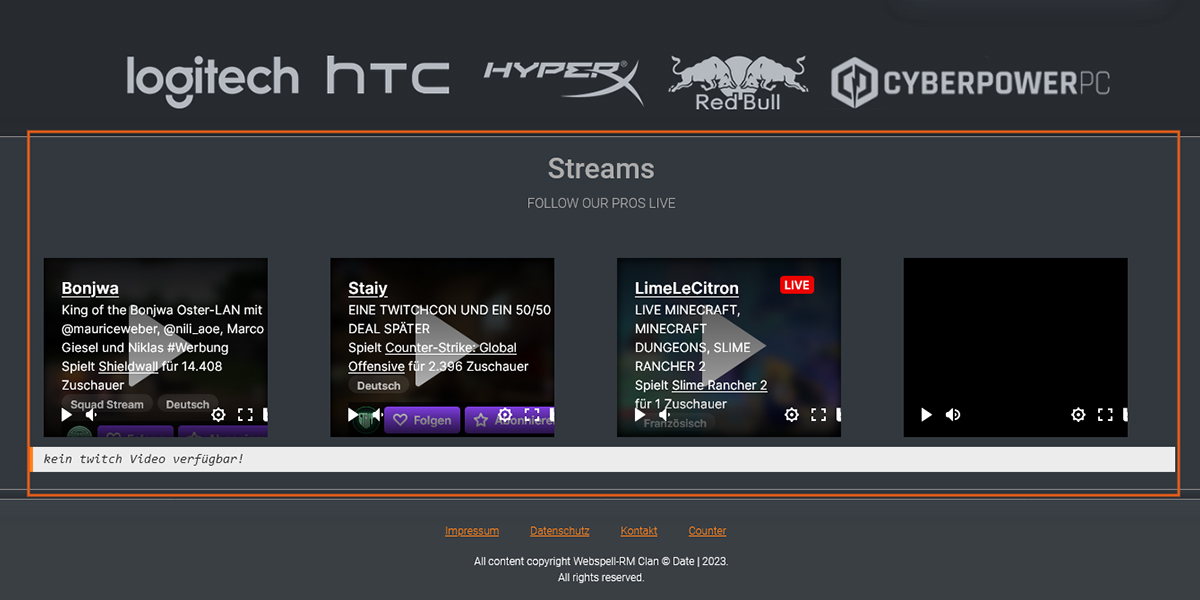 logitech hTC HYPERX Red Bull CYBERPOWERPC
Streams
FOLLOW OUR PROS LIVE
Bonjwa
King of the Bonjwa Oster-LAN mit
@mauriceweber, @nili_aoe, Marco
Giesel und Niklas #Werbung
Spielt Shieldwall für 14.408
Zuschauer
Squad Stream Deutsch
Staiy
EINE TWITCHCON UND EIN 50/50
DEAL SPÄTER
Spielt Counter-Strike: Global
Offensive für 2.396 Zuschauer
Deutsch
Folgen Abonniere
LimeLeCitron LIVE
LIVE MINECRAFT,
MINECRAFT
DUNGEONS, SLIME
RANCHER 2
Spielt Slime Rancher 2
für 1 Zuschauer
Französisch
kein twitch Video verfügbar!
Impressum Datenschutz Kontakt Counter
All content copyright Webspell-RM Clan © Date | 2023.
All rights reserved.